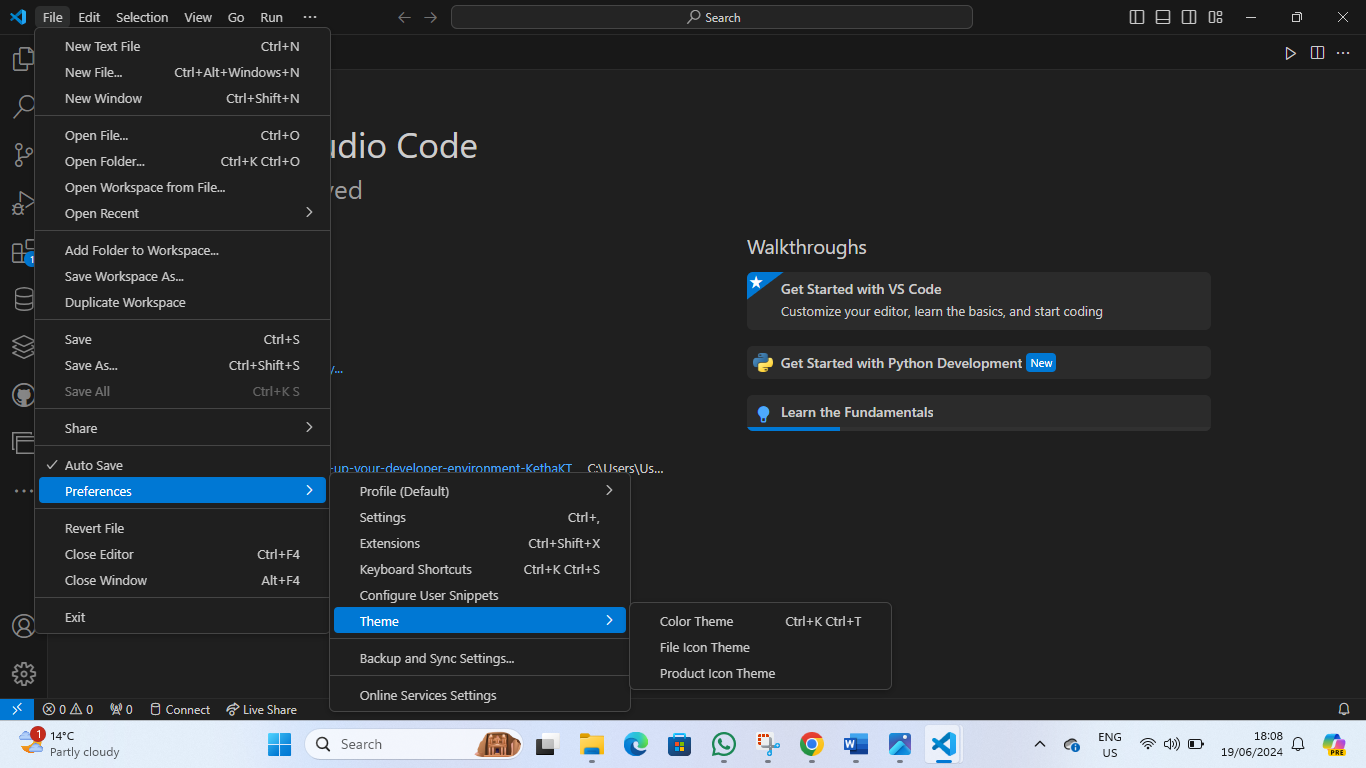 File Edit Selection View Go Run ···
Search
New Text File Ctrl+N
New File... Ctrl+Alt+Windows+N
New Window Ctrl+Shift+N
Open File... Ctrl+O
Open Folder... Ctrl+K Ctrl+O
Open Workspace from File...
Open Recent
Add Folder to Workspace...
Save Workspace As...
Duplicate Workspace
Save Ctrl+S
Save As... Ctrl+Shift+S
Save All Ctrl+K S
Share
Auto Save
Preferences
Revert File
Close Editor Ctrl+F4
Close Window Alt+F4
Exit
1
udio Code
ved
y...
-up-your-developer-environment-KethaKT C:\Users\Us...
Walkthroughs
Get Started with VS Code
Customize your editor, learn the basics, and start coding
Get Started with Python Development New
Learn the Fundamentals
Profile (Default)
Settings Ctrl+,
Extensions Ctrl+Shift+X
Keyboard Shortcuts Ctrl+K Ctrl+S
Configure User Snippets
Theme
Backup and Sync Settings...
Online Services Settings
Color Theme Ctrl+K Ctrl+T
File Icon Theme
Product Icon Theme
0 0 0 Connect Live Share
1
14°C
Partly cloudy
Search
ENG
US
18:08
19/06/2024
PRE